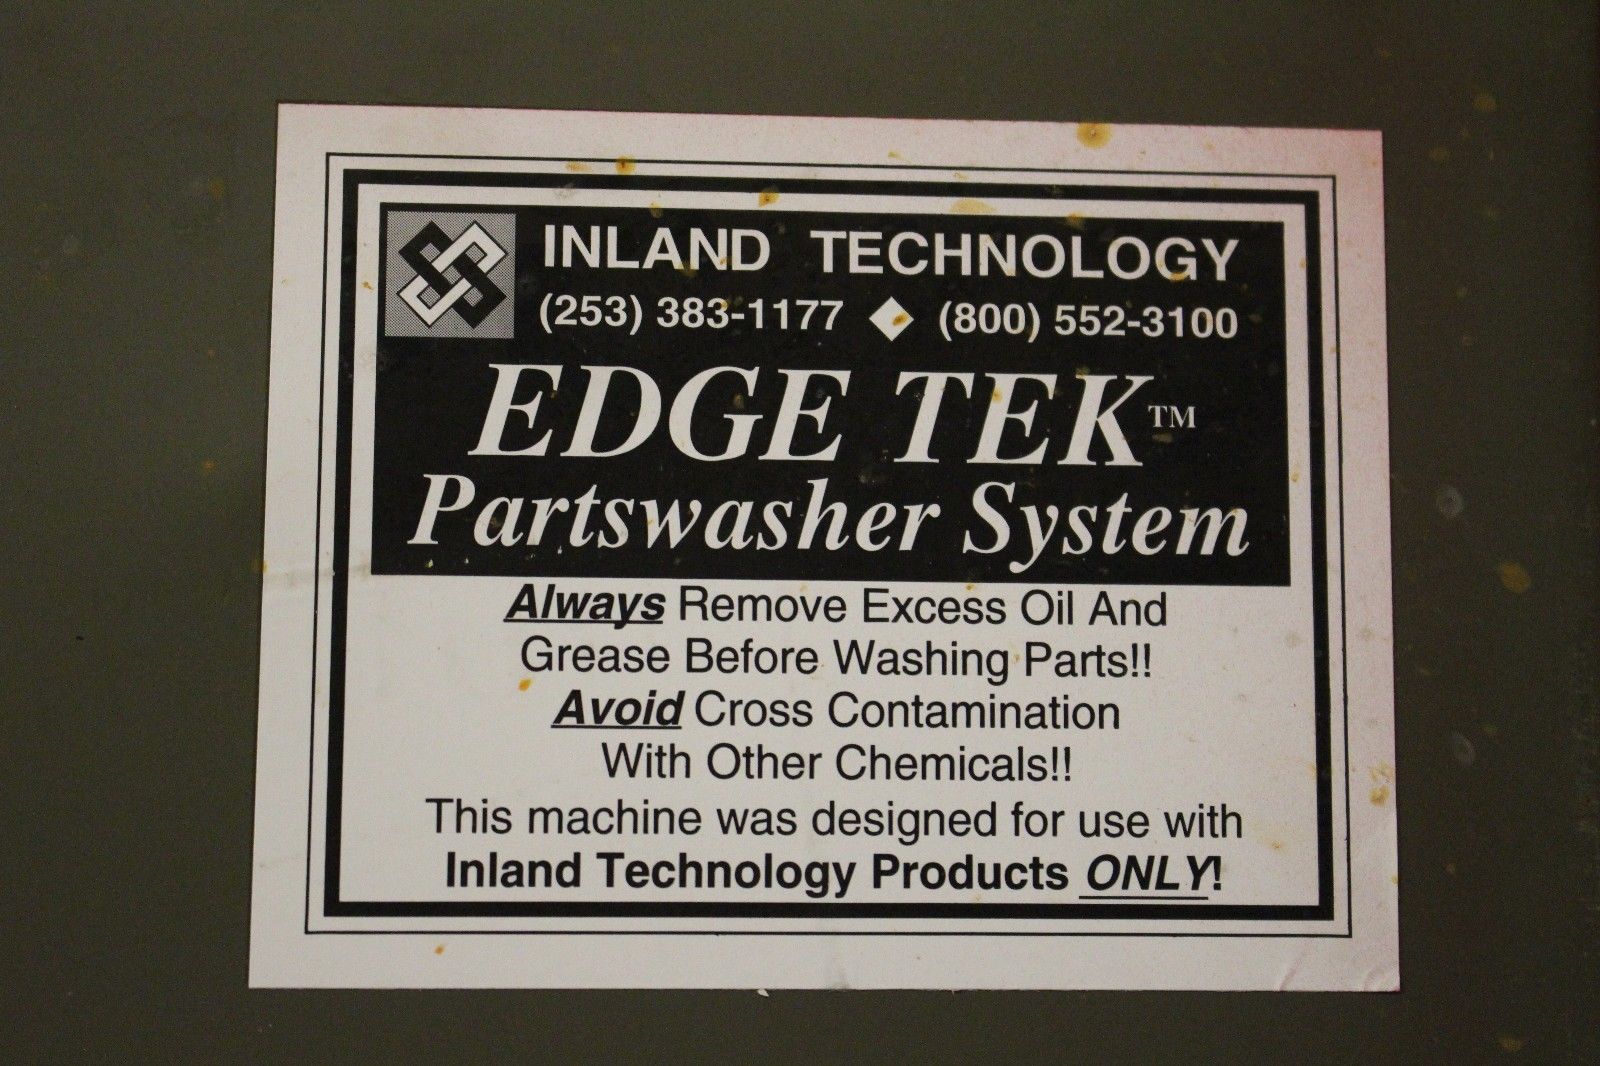 INLAND TECHNOLOGY
(253) 383-1177 ◆ (800) 552-3100
EDGE TEK™
Partswasher System
Always Remove Excess Oil And
Grease Before Washing Parts!!
Avoid Cross Contamination
With Other Chemicals!!
This machine was designed for use with
Inland Technology Products ONLY!